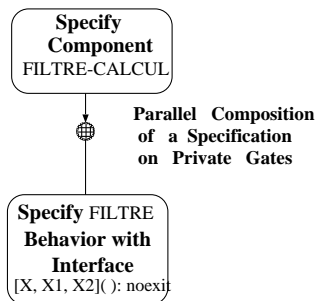 Specify
Component
FILTRE-CALCUL
Parallel Composition
of a Specification
on Private Gates
Specify FILTRE
Behavior with
Interface
[X, X1, X2]( ): noexit